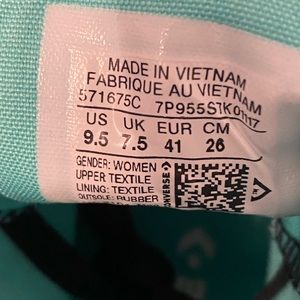 MADE IN VIETNAM
FABRIQUE AU VIETNAM
571675C
US UK EUR CM
9.5 7.5 41 26
GENDER: WOMEN
UPPER TEXTILE
LINING: TEXTILE
OUTSOLE: RUBBER
CONVERSE